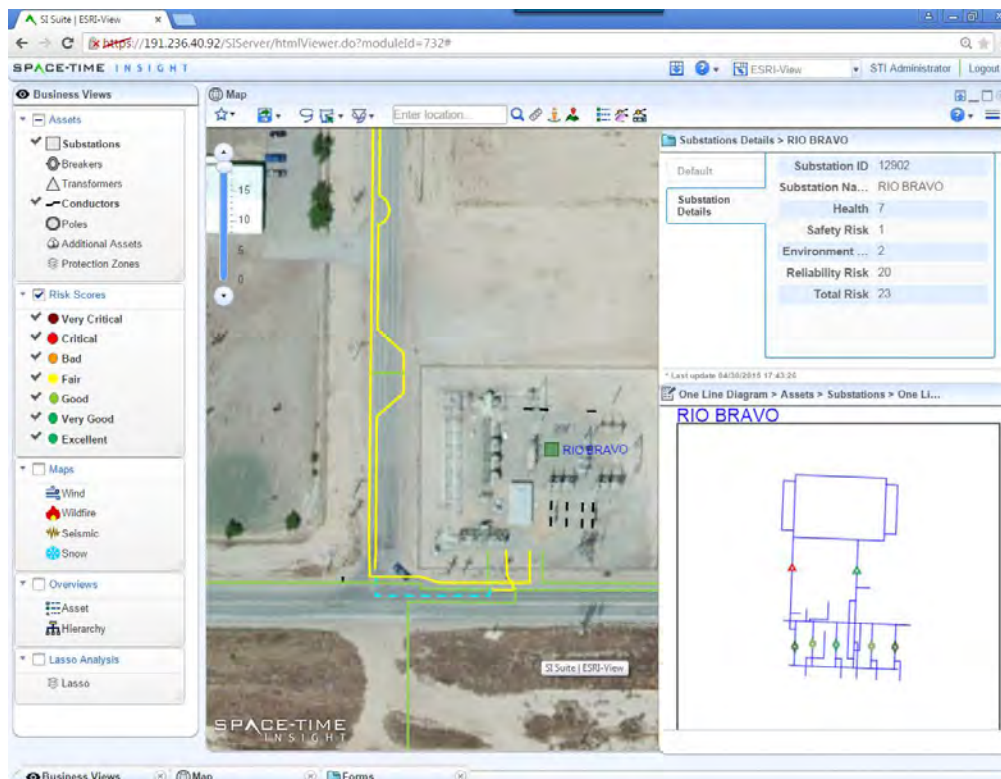 SI Suite | ESRI-View
https://191.236.40.92/SIServer/htmlViewer.do?moduleId=732#
SPACE-TIME INSIGHT
ESRI-View
STI Administrator
Logout
Business Views
Assets
Substations
Breakers
Transformers
Conductors
Poles
Additional Assets
Protection Zones
Risk Scores
Very Critical
Critical
Bad
Fair
Good
Very Good
Excellent
Maps
Wind
Wildfire
Seismic
Snow
Overviews
Asset
Hierarchy
Lasso Analysis
Lasso
Map
Enter location...
15
10
5
0
RIO BRAVO
SI Suite | ESRI-View
SPACE-TIME
INSIGHT
Substations Details > RIO BRAVO
Default
Substation
Details
Substation ID 12902
Substation Na... RIO BRAVO
Health 7
Safety Risk 1
Environment ... 2
Reliability Risk 20
Total Risk 23
* Last update 04/30/2015 17:43:26
One Line Diagram > Assets > Substations > One Li...
RIO BRAVO
Business Views
Map
Forms